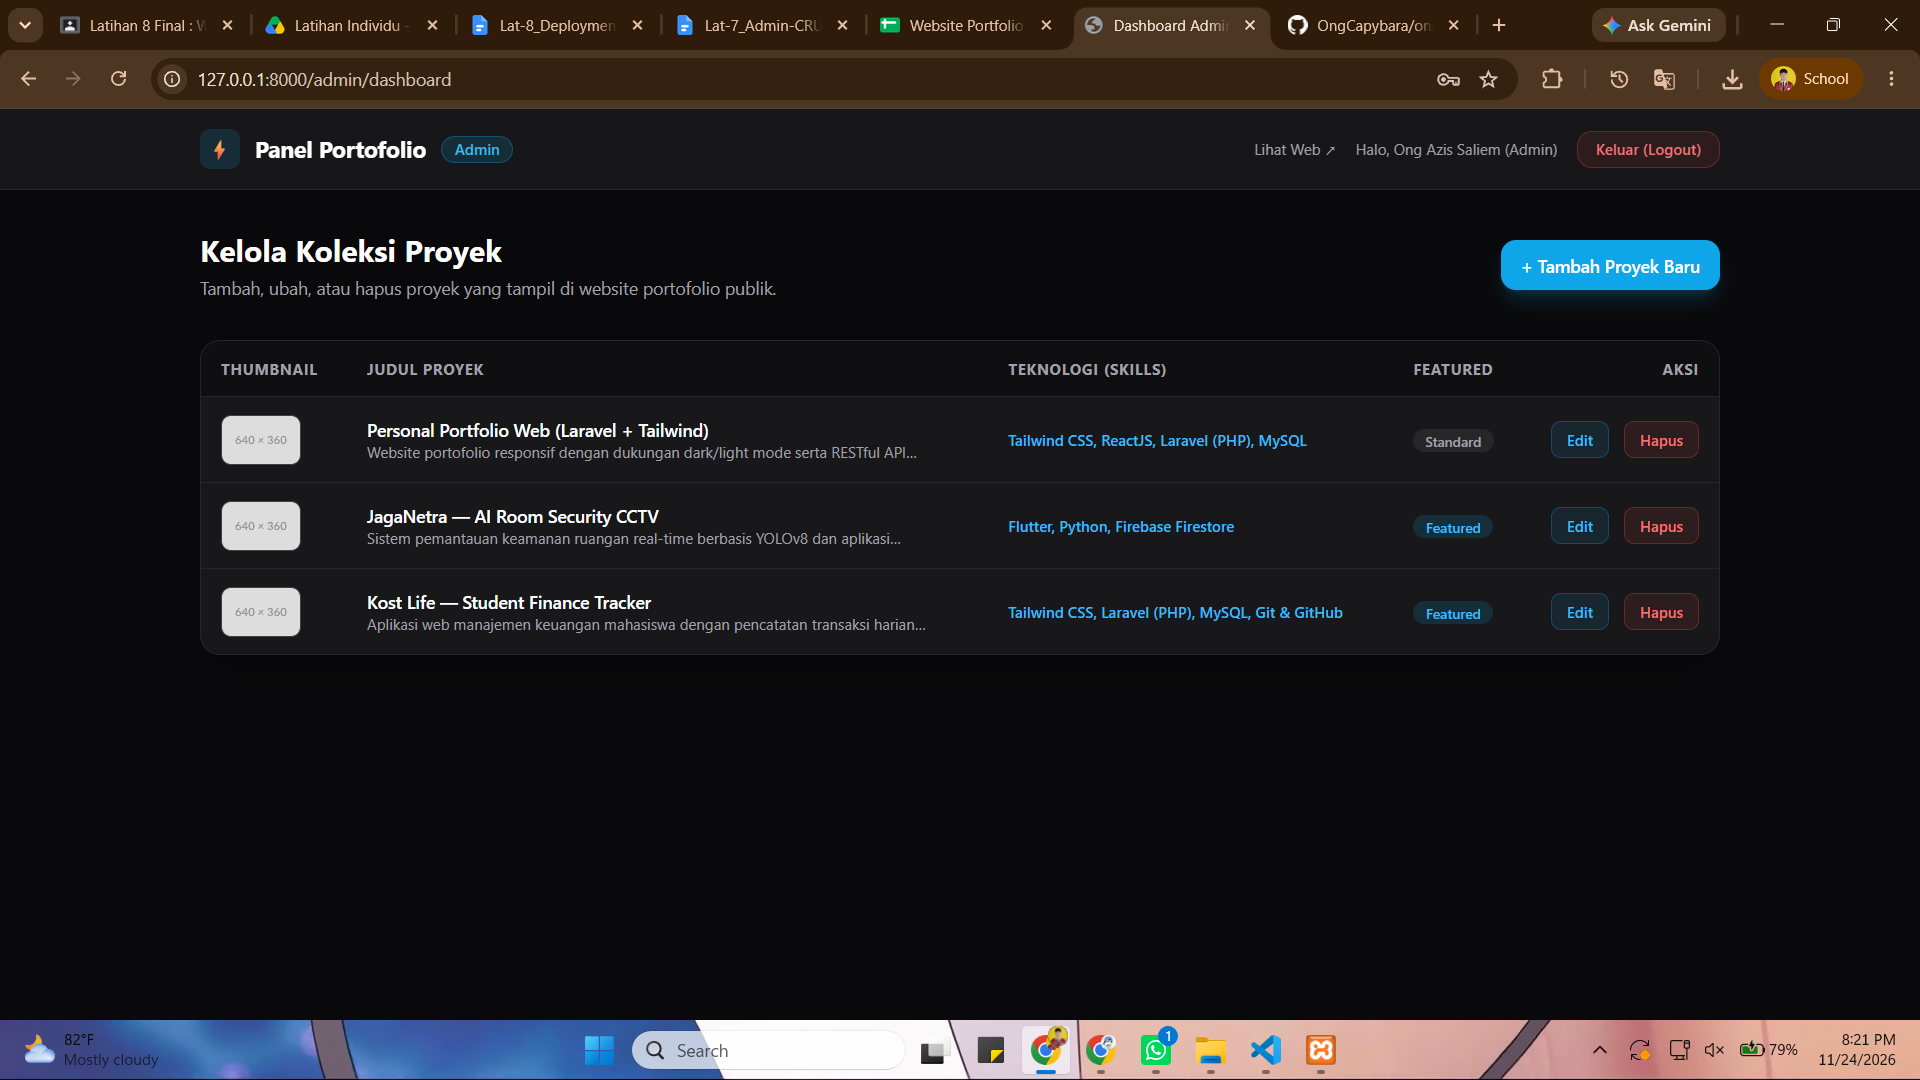 Latihan 8 Final : W
Latihan Individu -
Lat-8_Deploymen
Lat-7_Admin-CRU
Website Portfolio
Dashboard Admi
OngCapybara/on
Ask Gemini
127.0.0.1:8000/admin/dashboard
School
Panel Portofolio
Admin
Lihat Web ↗
Halo, Ong Azis Saliem (Admin)
Keluar (Logout)
Kelola Koleksi Proyek
Tambah, ubah, atau hapus proyek yang tampil di website portofolio publik.
+ Tambah Proyek Baru
THUMBNAIL JUDUL PROYEK TEKNOLOGI (SKILLS) FEATURED AKSI
640 × 360
Personal Portfolio Web (Laravel + Tailwind)
Website portofolio responsif dengan dukungan dark/light mode serta RESTful API...
Tailwind CSS, ReactJS, Laravel (PHP), MySQL
Standard
Edit
Hapus
640 × 360
JagaNetra — AI Room Security CCTV
Sistem pemantauan keamanan ruangan real-time berbasis YOLOv8 dan aplikasi...
Flutter, Python, Firebase Firestore
Featured
Edit
Hapus
640 × 360
Kost Life — Student Finance Tracker
Aplikasi web manajemen keuangan mahasiswa dengan pencatatan transaksi harian...
Tailwind CSS, Laravel (PHP), MySQL, Git & GitHub
Featured
Edit
Hapus
82°F
Mostly cloudy
Search
1
79%
8:21 PM
11/24/2026